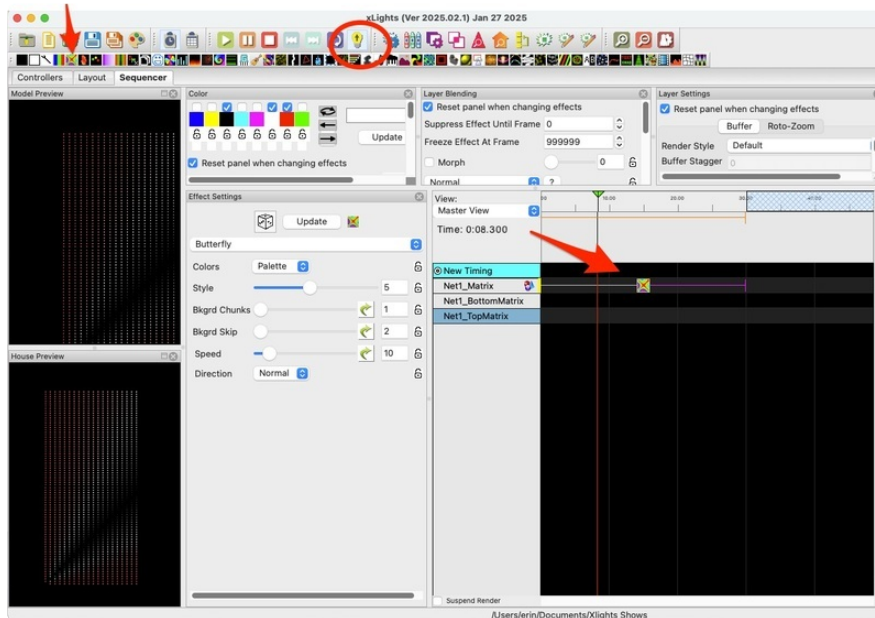 xLights (Ver 2025.02.1) Jan 27 2025
Controllers Layout Sequencer
Model Preview
Color
Update
Reset panel when changing effects
Layer Blending
Reset panel when changing effects
Suppress Effect Until Frame 0
Freeze Effect At Frame 999999
Morph 0
Normal ?
Layer Settings
Reset panel when changing effects
Buffer Roto-Zoom
Render Style Default
Buffer Stagger 0
Effect Settings
Update
Butterfly
Colors Palette
Style 5
Bkgrd Chunks 1
Bkgrd Skip 2
Speed 10
Direction Normal
View:
Master View
Time: 0:08.300
10.00 20.00
New Timing
Net1_Matrix
Net1_BottomMatrix
Net1_TopMatrix
House Preview
Suspend Render
/Users/erin/Documents/Xlights Shows